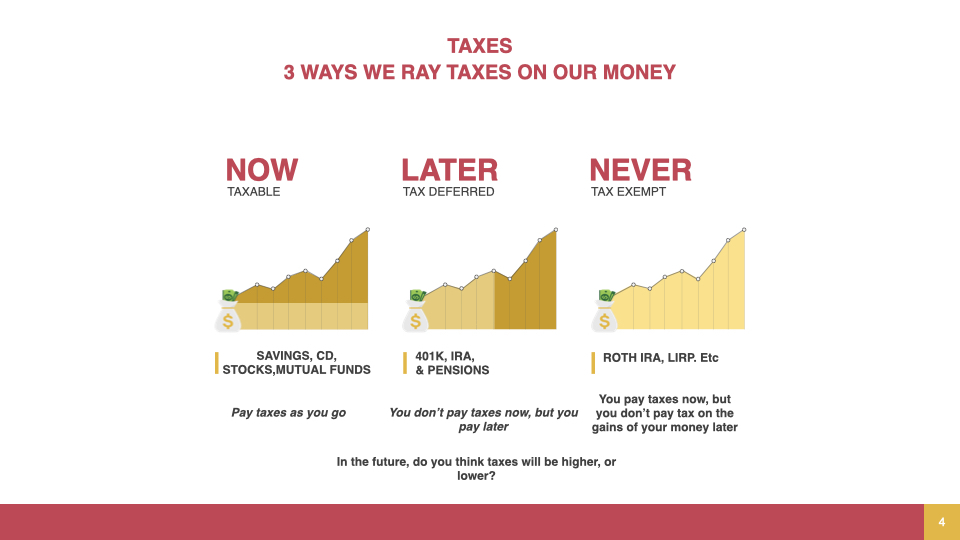 TAXES
3 WAYS WE RAY TAXES ON OUR MONEY
NOW
TAXABLE
LATER
TAX DEFERRED
NEVER
TAX EXEMPT
$
$
$
SAVINGS, CD,
STOCKS,MUTUAL FUNDS
401K, IRA,
& PENSIONS
ROTH IRA, LIRP. Etc
Pay taxes as you go
You don’t pay taxes now, but you
pay later
You pay taxes now, but
you don’t pay tax on the
gains of your money later
In the future, do you think taxes will be higher, or
lower?
4